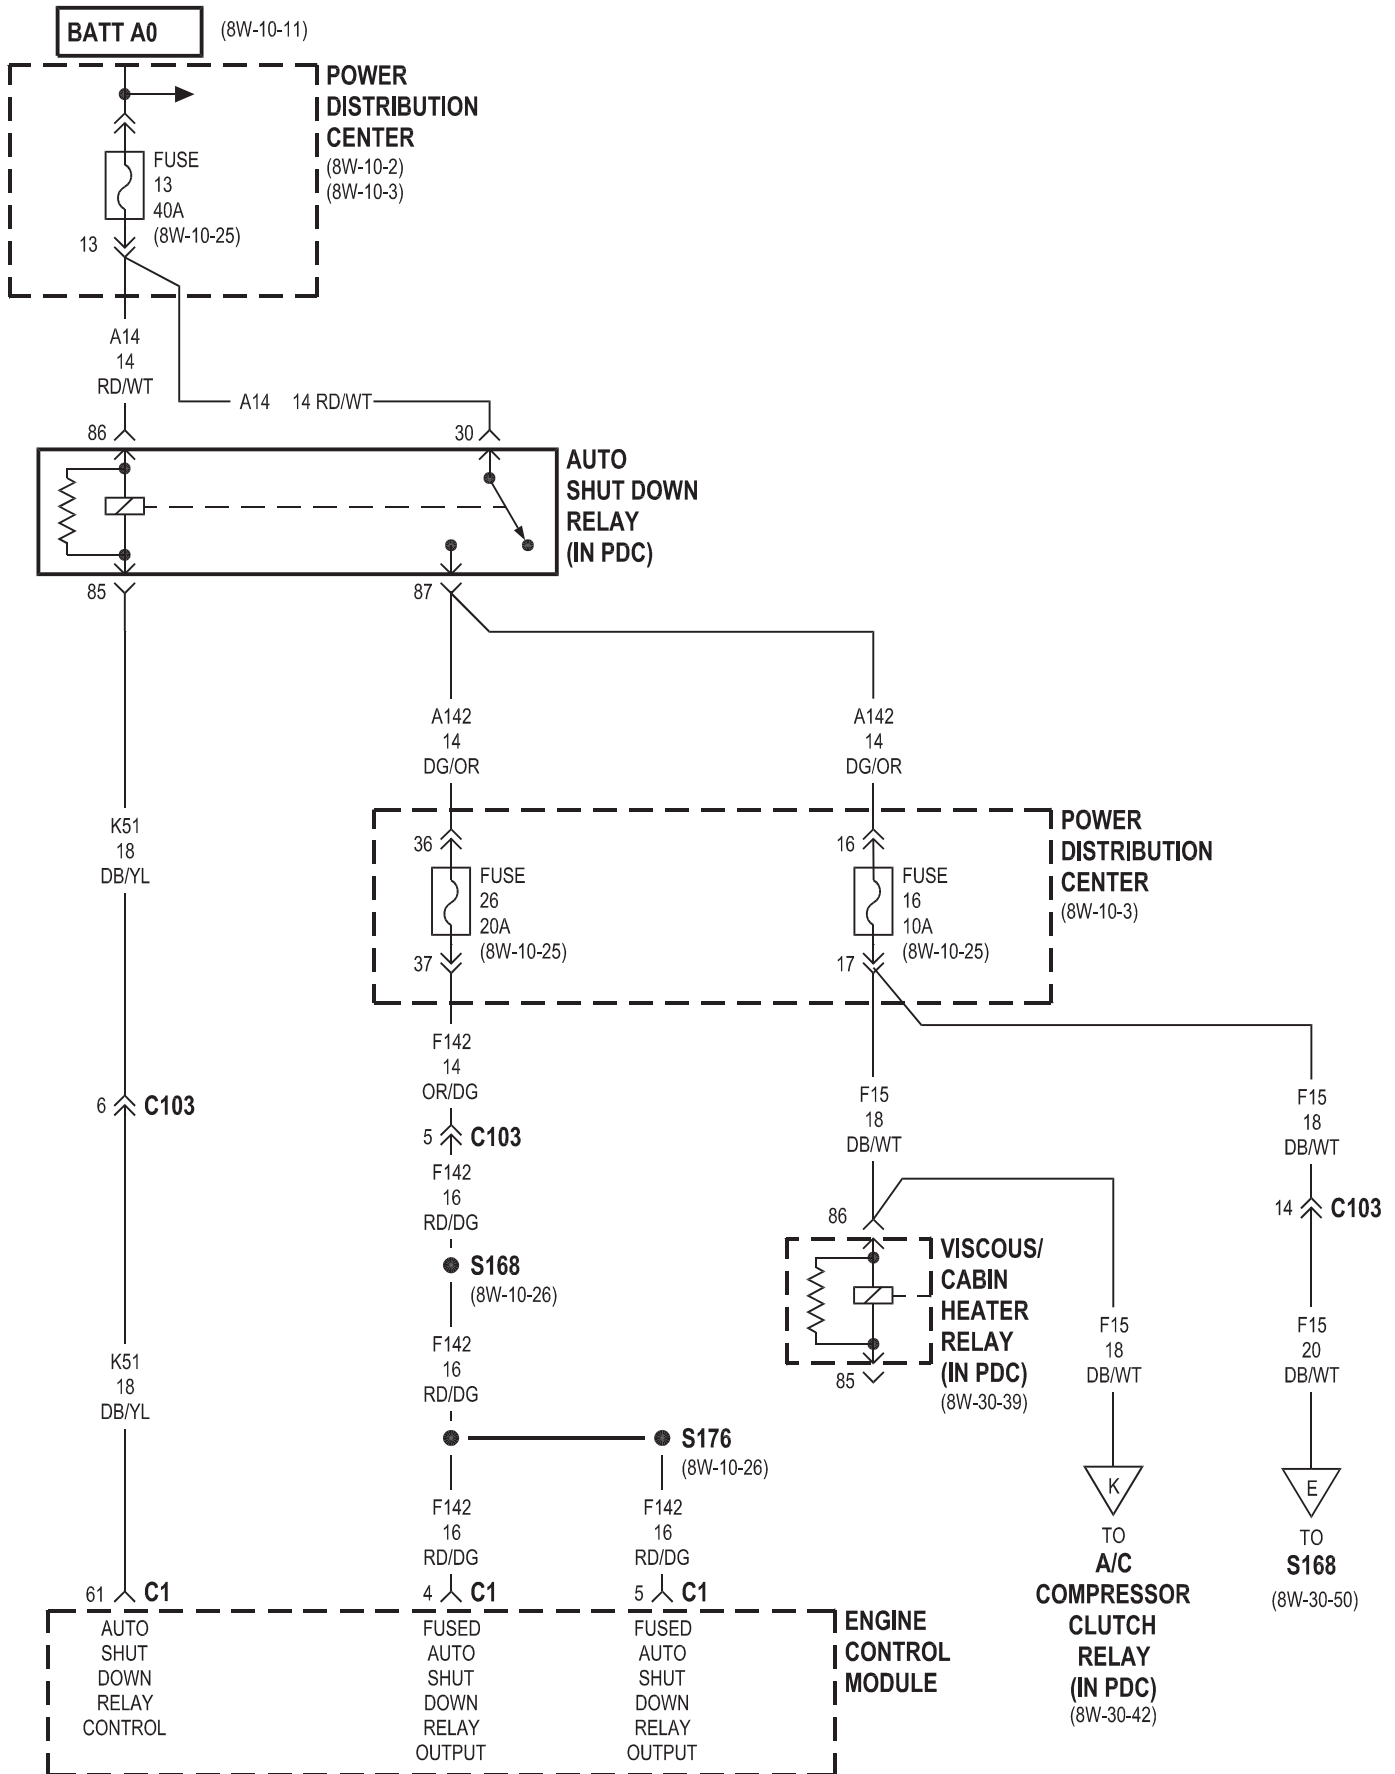 BATT A0
(8W-10-11)
POWER
DISTRIBUTION
CENTER
(8W-10-2)
(8W-10-3)
FUSE
13
40A
(8W-10-25)
13
A14
14
RD/WT
A14 14 RD/WT
86
30
AUTO
SHUT DOWN
RELAY
(IN PDC)
85
87
A142
14
DG/OR
A142
14
DG/OR
K51
18
DB/YL
POWER
DISTRIBUTION
CENTER
(8W-10-3)
36
FUSE
26
20A
(8W-10-25)
37
16
FUSE
16
10A
(8W-10-25)
17
F142
14
OR/DG
6 C103
5 C103
F142
16
RD/DG
S168
(8W-10-26)
F15
18
DB/WT
F15
18
DB/WT
14 C103
86
VISCOUS/
CABIN
HEATER
RELAY
(IN PDC)
(8W-30-39)
85
F142
16
RD/DG
K51
18
DB/YL
F15
18
DB/WT
F15
20
DB/WT
S176
(8W-10-26)
F142
16
RD/DG
F142
16
RD/DG
K
TO
A/C
COMPRESSOR
CLUTCH
RELAY
(IN PDC)
(8W-30-42)
E
TO
S168
(8W-30-50)
61 C1
4 C1
5 C1
AUTO
SHUT
DOWN
RELAY
CONTROL
FUSED
AUTO
SHUT
DOWN
RELAY
OUTPUT
FUSED
AUTO
SHUT
DOWN
RELAY
OUTPUT
ENGINE
CONTROL
MODULE